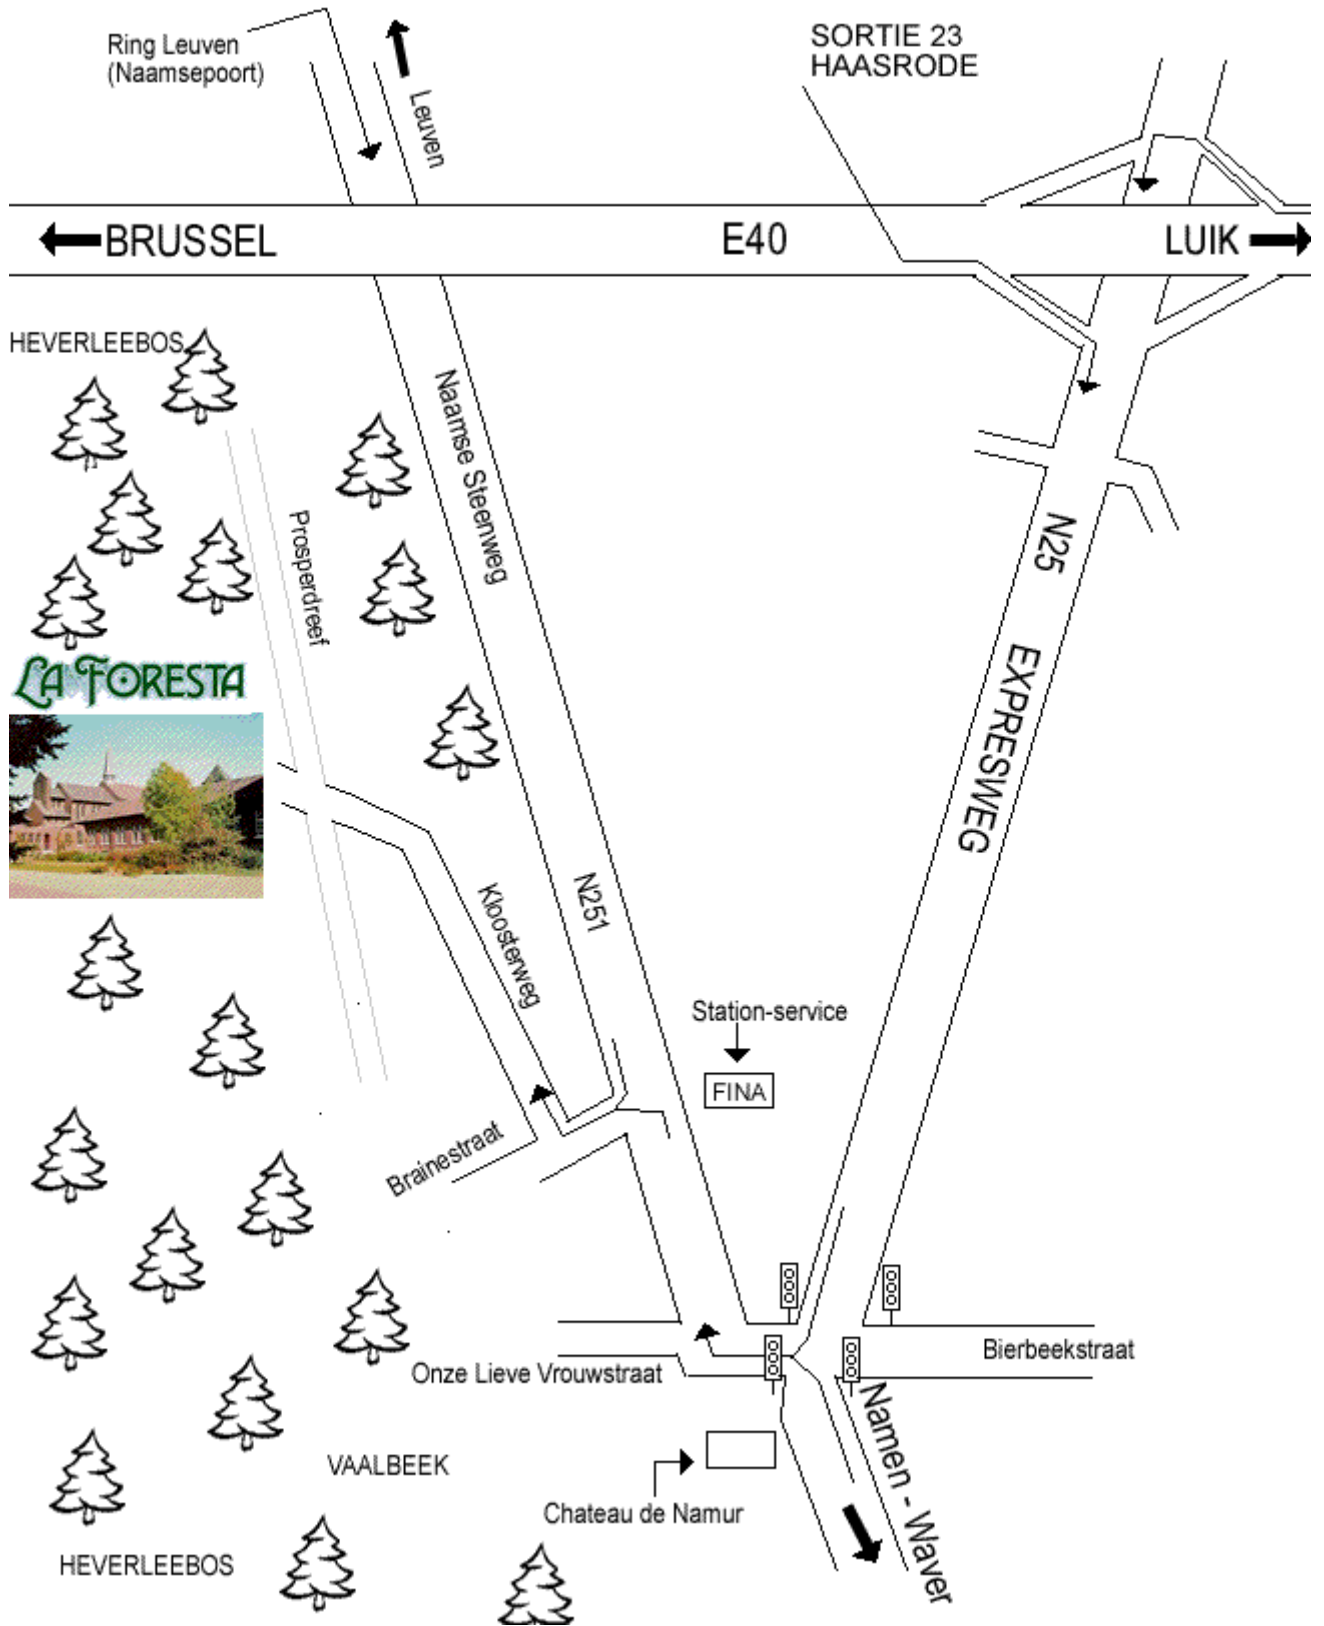 Ring Leuven
(Naamsepoort)
Leuven
SORTIE 23
HAASRODE
BRUSSEL
E40
LUIK
HEVERLEEBOS
Naamse Steenweg
Prosperdreef
N25
EXPRESWEG
LA FORESTA
N251
Kloosterweg
Station-service
FINA
Brainestraat
Bierbeekstraat
Onze Lieve Vrouwstraat
Namen - Waver
VAALBEEK
Chateau de Namur
HEVERLEEBOS